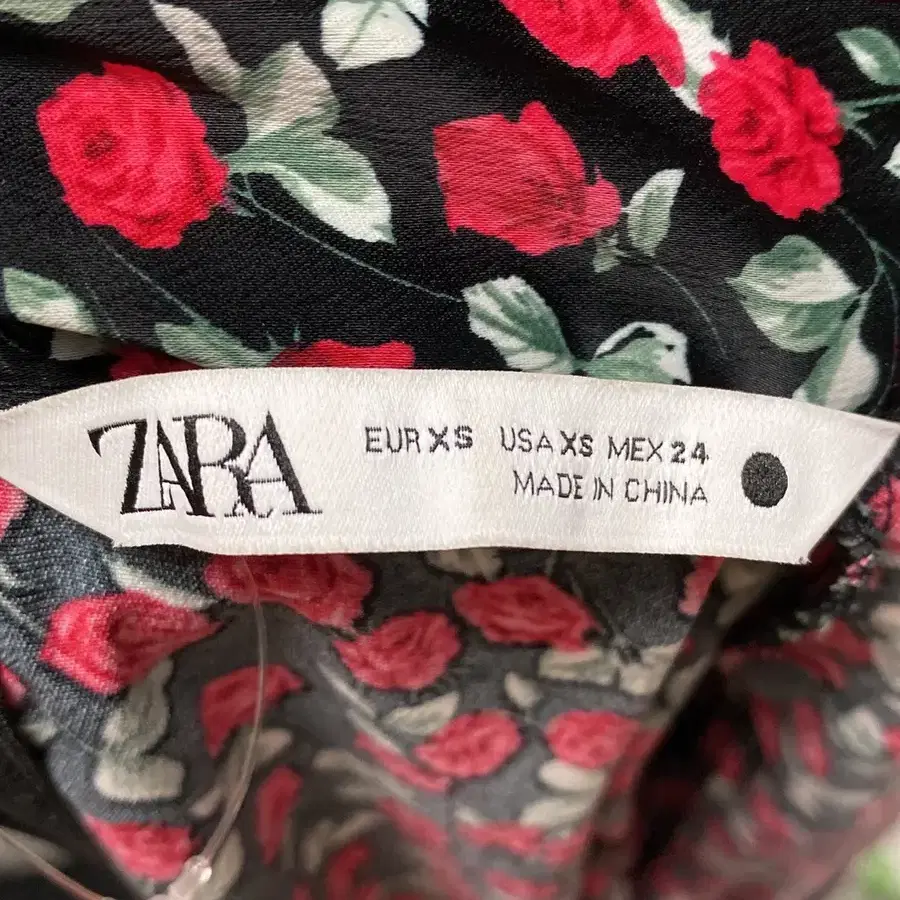 ZARA
EUR XS USA XS MEX 24
MADE IN CHINA